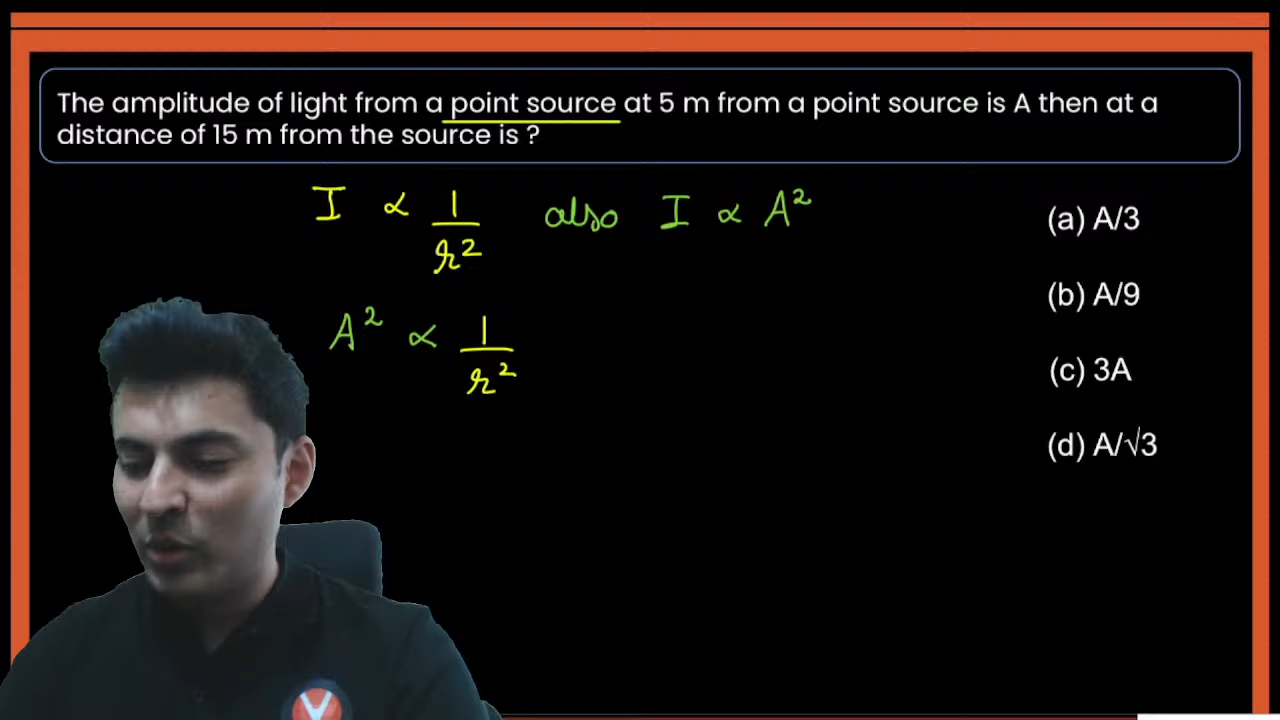 The amplitude of light from a point source at 5 m from a point source is A then at a
distance of 15 m from the source is ?
I ∝ 1/r² also I ∝ A²
A² ∝ 1/r²
(a) A/3
(b) A/9
(c) 3A
(d) A/√3